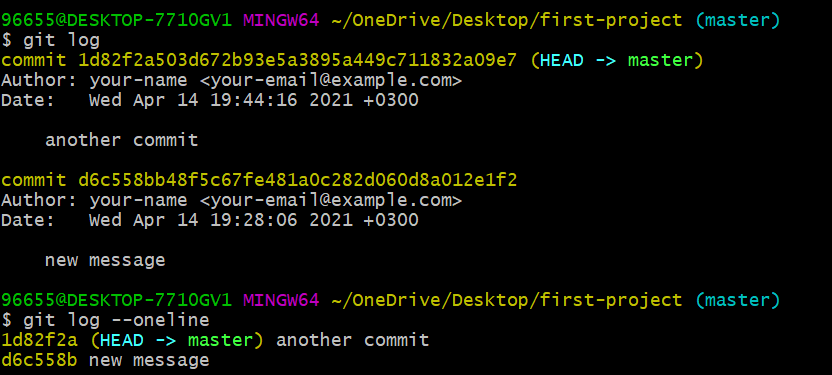 96655@DESKTOP-7710GV1 MINGW64 ~/OneDrive/Desktop/first-project (master)
$ git log
commit 1d82f2a503d672b93e5a3895a449c711832a09e7 (HEAD -> master)
Author: your-name <your-email@example.com>
Date:   Wed Apr 14 19:44:16 2021 +0300
another commit
commit d6c558bb48f5c67fe481a0c282d060d8a012e1f2
Author: your-name <your-email@example.com>
Date:   Wed Apr 14 19:28:06 2021 +0300
new message
96655@DESKTOP-7710GV1 MINGW64 ~/OneDrive/Desktop/first-project (master)
$ git log --oneline
1d82f2a (HEAD -> master) another commit
d6c558b new message